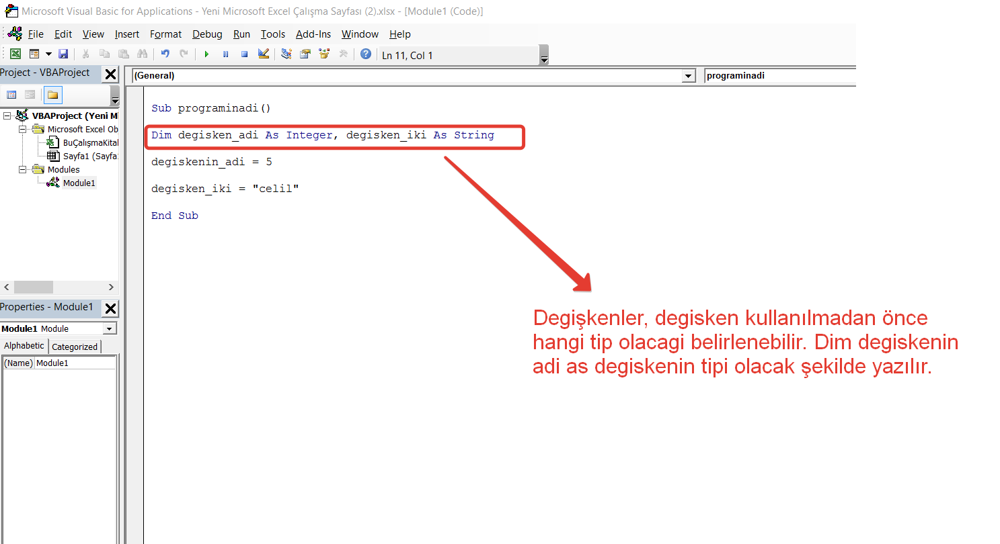 Microsoft Visual Basic for Applications - Yeni Microsoft Excel Çalışma Sayfası (2).xlsx - [Module1 (Code)]
File Edit View Insert Format Debug Run Tools Add-Ins Window Help
Ln 11, Col 1
Project - VBAProject
(General)
programinadi
VBAProject (Yeni M
Microsoft Excel Ob
BuÇalışmaKital
Sayfa1 (Sayfa
Modules
Module1
Sub programinadi()
Dim degisken_adi As Integer, degisken_iki As String
degiskenin_adi = 5
degisken_iki = "celil"
End Sub
Properties - Module1
Module1 Module
Alphabetic Categorized
(Name) Module1
Degişkenler, degisken kullanılmadan önce
hangi tip olacagi belirlenebilir. Dim degiskenin
adi as degiskenin tipi olacak şekilde yazılır.